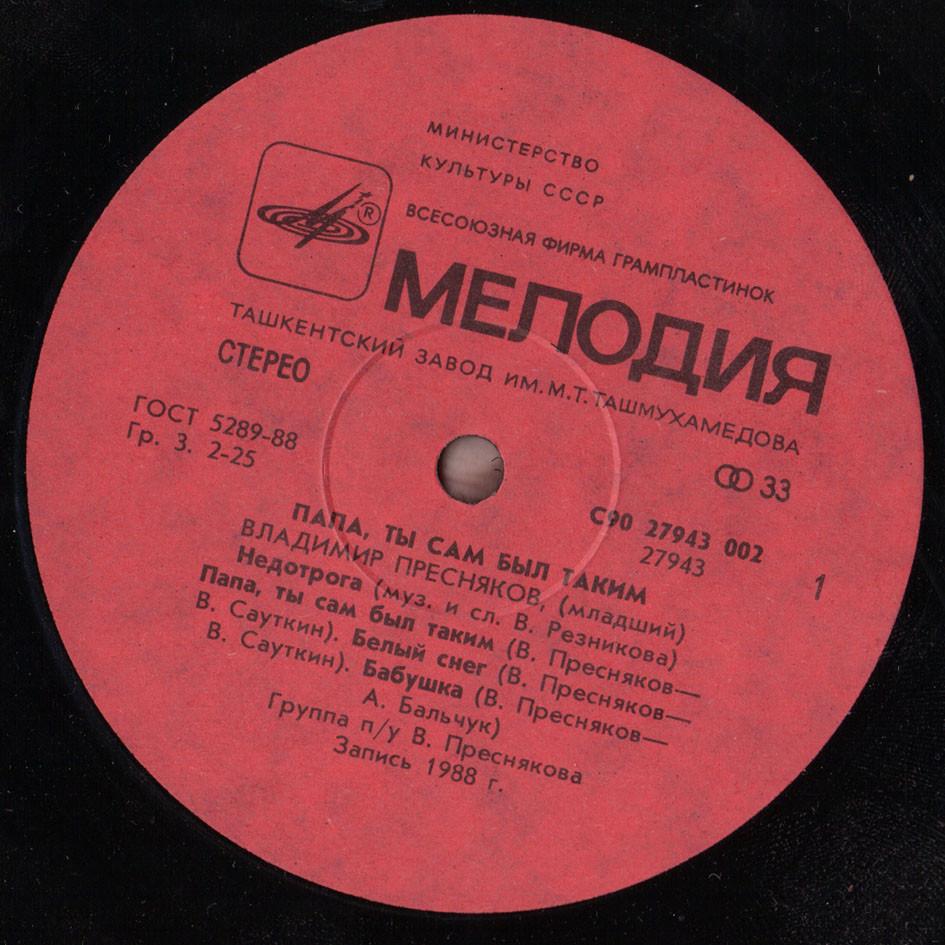 МИНИСТЕРСТВО
КУЛЬТУРЫ СССР
ВСЕСОЮЗНАЯ ФИРМА ГРАМПЛАСТИНОК
®
МЕЛОДИЯ
ТАШКЕНТСКИЙ ЗАВОД ИМ. М. Т. ТАШМУХАМЕДОВА
СТЕРЕО
33
ГОСТ 5289-88
Гр. 3. 2-25
С90 27943 002
27943
1
ПАПА, ТЫ САМ БЫЛ ТАКИМ
ВЛАДИМИР ПРЕСНЯКОВ, (младший)
Недотрога (муз. и сл. В. Резникова)
Папа, ты сам был таким (В. Пресняков—
В. Сауткин). Белый снег (В. Пресняков—
В. Сауткин). Бабушка (В. Пресняков—
А. Бальчук)
Группа п/у В. Преснякова
Запись 1988 г.